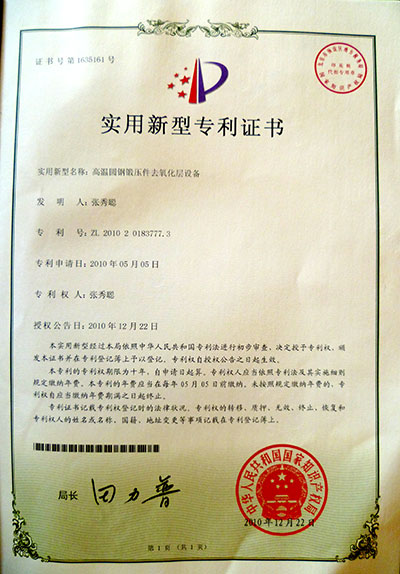 证书号第1635161号
实用新型专利证书
实用新型名称：高温圆钢锻压件去氧化层设备
发 明 人：张秀聪
专 利 号：ZL 2010 2 0183777.3
专利申请日：2010年05月05日
专 利 权 人：张秀聪
授权公告日：2010年12月22日
本实用新型经过本局依照中华人民共和国专利法进行初步审查，决定授予专利权，颁
发本证书并在专利登记簿上予以登记。专利权自授权公告之日起生效。
本专利的专利权期限为十年，自申请日起算。专利权人应当依照专利法及其实施细则
规定缴纳年费。本专利的年费应当在每年05月05日前缴纳。未按照规定缴纳年费的，专
利权自应当缴纳年费期满之日起终止。
专利证书记载专利权登记时的法律状况。专利权的转移、质押、无效、终止、恢复和
专利权人的姓名或名称、国籍、地址变更等事项记载在专利登记簿上。
局长 田力普
中华人民共和国国家知识产权局
2010年12月22日
第1页（共1页）